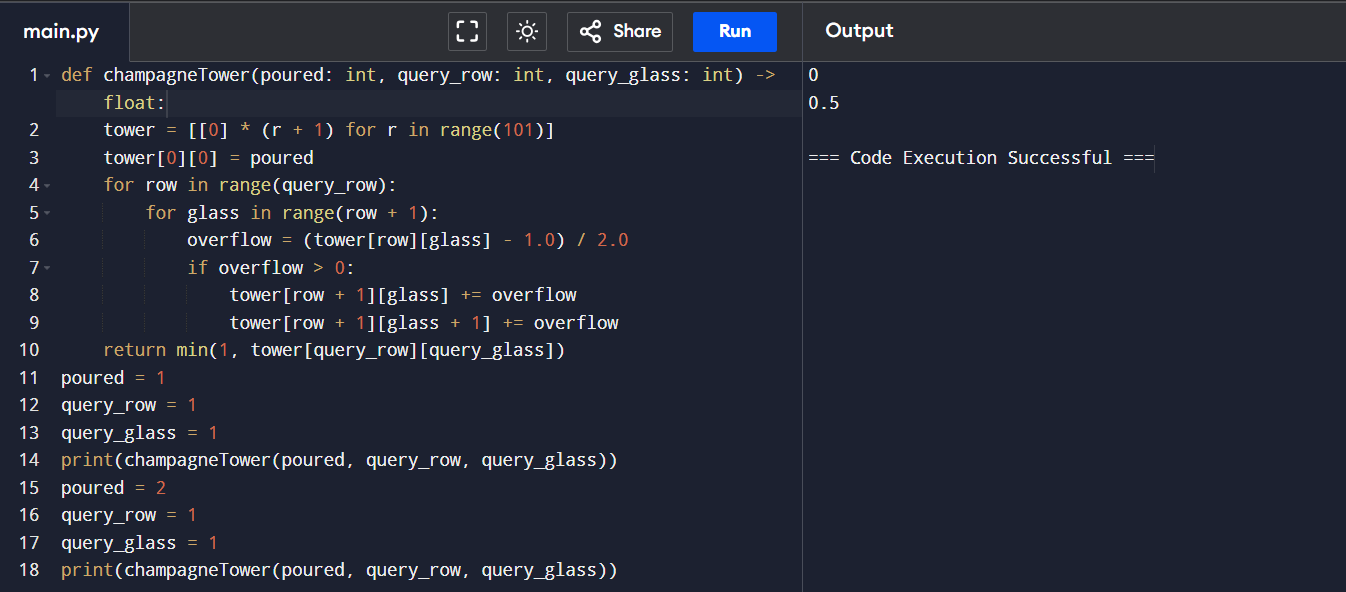 main.py
Share
Run
Output
1 def champagneTower(poured: int, query_row: int, query_glass: int) ->
float:
2 tower = [[0] * (r + 1) for r in range(101)]
3 tower[0][0] = poured
4 for row in range(query_row):
5 for glass in range(row + 1):
6 overflow = (tower[row][glass] - 1.0) / 2.0
7 if overflow > 0:
8 tower[row + 1][glass] += overflow
9 tower[row + 1][glass + 1] += overflow
10 return min(1, tower[query_row][query_glass])
11 poured = 1
12 query_row = 1
13 query_glass = 1
14 print(champagneTower(poured, query_row, query_glass))
15 poured = 2
16 query_row = 1
17 query_glass = 1
18 print(champagneTower(poured, query_row, query_glass))
0
0.5
=== Code Execution Successful ===